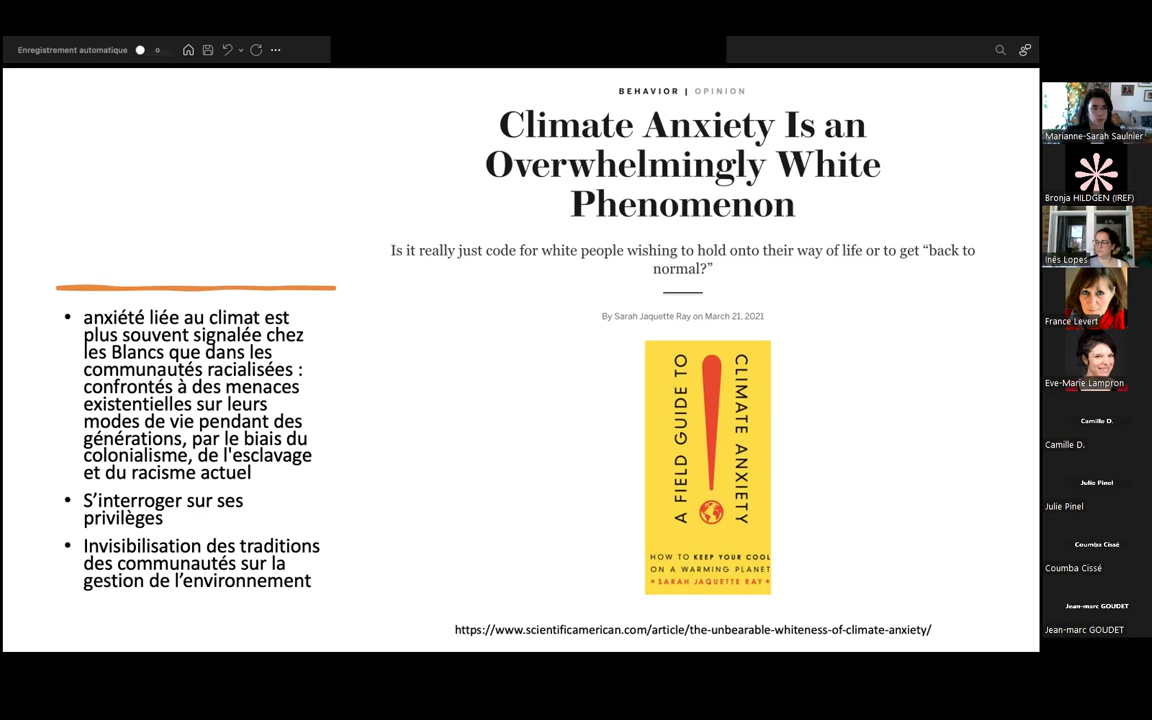 Enregistrement automatique
BEHAVIOR | OPINION
Climate Anxiety Is an
Overwhelmingly White
Phenomenon
Is it really just code for white people wishing to hold onto their way of life or to get “back to
normal?”
By Sarah Jaquette Ray on March 21, 2021
• anxiété liée au climat est
plus souvent signalée chez
les Blancs que dans les
communautés racialisées :
confrontés à des menaces
existentielles sur leurs
modes de vie pendant des
générations, par le biais du
colonialisme, de l'esclavage
et du racisme actuel
• S’interroger sur ses
privilèges
• Invisibilisation des traditions
des communautés sur la
gestion de l’environnement
A FIELD GUIDE TO
CLIMATE ANXIETY
HOW TO KEEP YOUR COOL
ON A WARMING PLANET
*SARAH JAQUETTE RAY*
https://www.scientificamerican.com/article/the-unbearable-whiteness-of-climate-anxiety/
Marianne-Sarah Saulnier
Bronja HILDGEN (IREF)
Inês Lopes
France Levert
Eve-Marie Lampron
Camille D.
Camille D.
Julie Pinel
Julie Pinel
Coumba Cissé
Coumba Cissé
Jean-marc GOUDET
Jean-marc GOUDET